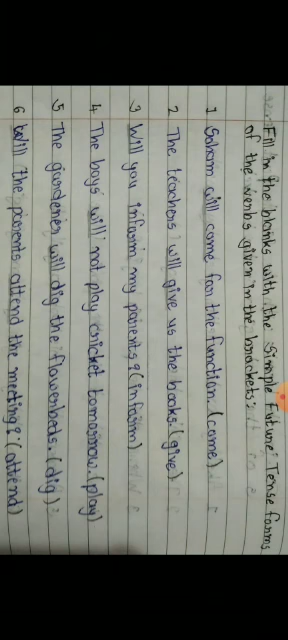 Fill in the blanks with the Simple Future Tense forms
of the verbs given in the brackets:
1 Soham will come for the function. (come)
2 The teachers will give us the books. (give)
3 Will you inform my parents? (inform)
4 The boys will not play cricket tomorrow. (play)
5 The gardener will dig the flowerbeds. (dig)
6 Will the parents attend the meeting? (attend)